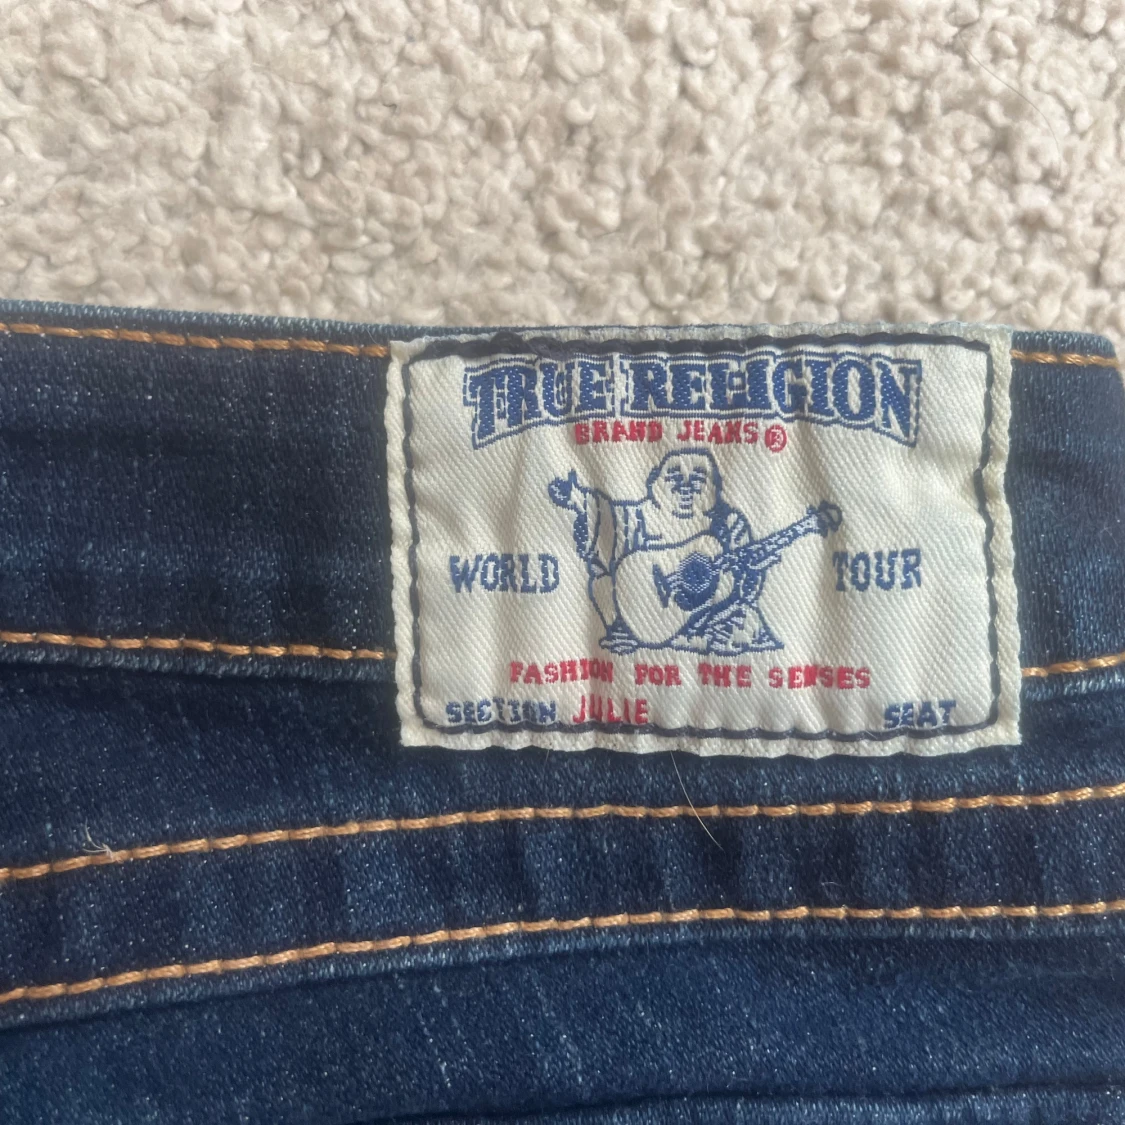 TRUE RELIGION
BRAND JEANS®
WORLD TOUR
FASHION FOR THE SENSES
SECTION JULIE SEAT